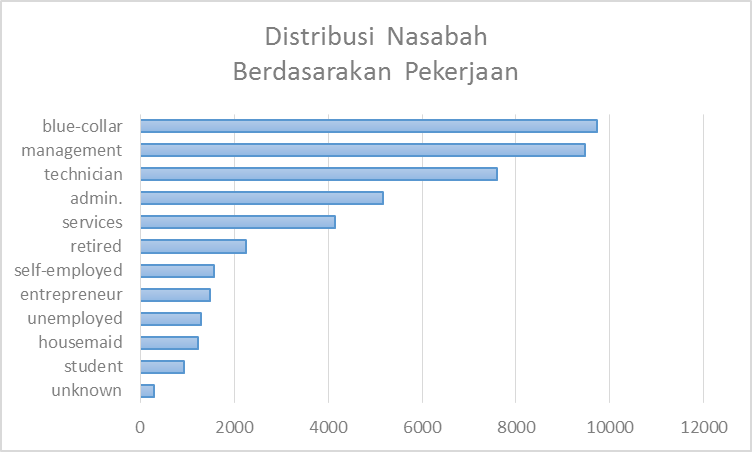 Distribusi Nasabah
Berdasarakan Pekerjaan
blue-collar
management
technician
admin.
services
retired
self-employed
entrepreneur
unemployed
housemaid
student
unknown
0 2000 4000 6000 8000 10000 12000